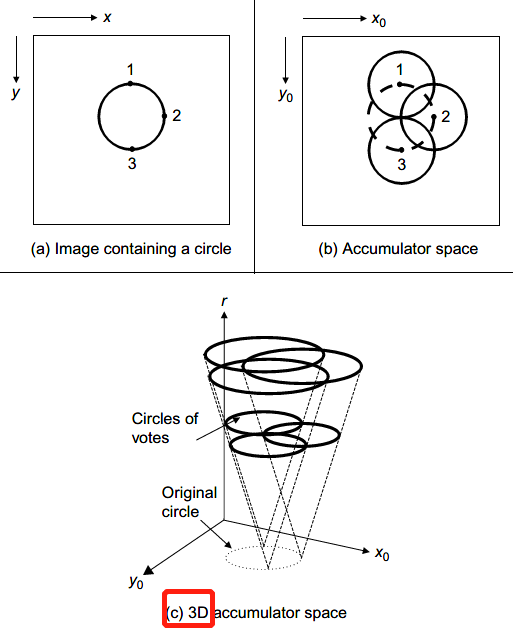 x
y
1
2
3
(a) Image containing a circle
x0
y0
1
2
3
(b) Accumulator space
r
Circles of
votes
Original
circle
x0
y0
(c) 3D accumulator space